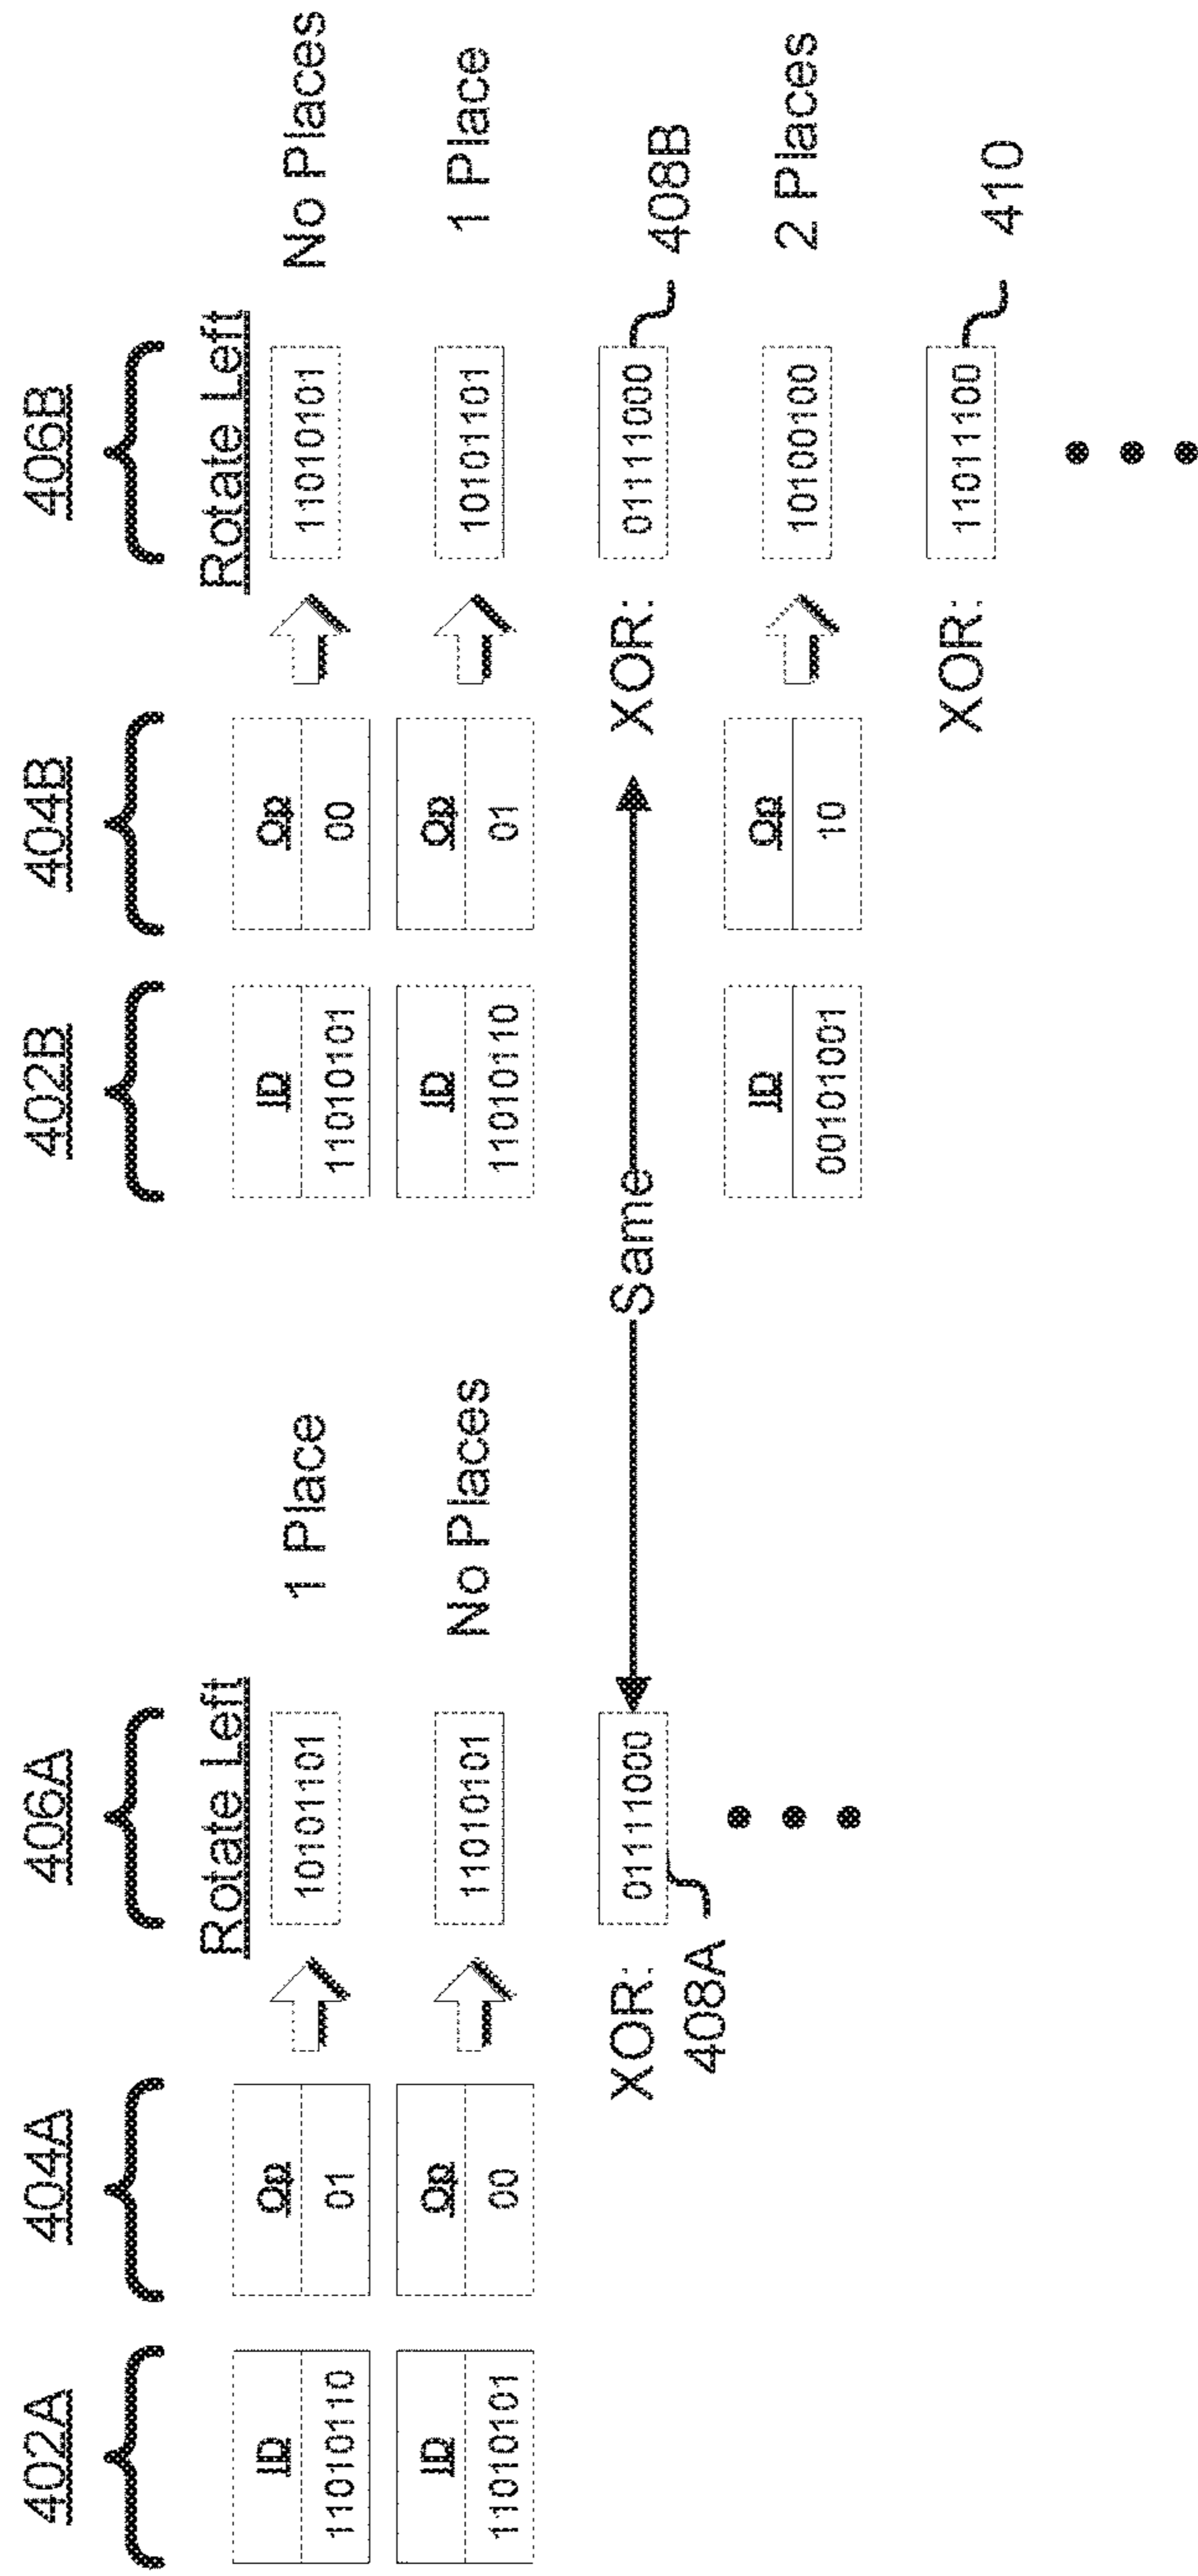 402A 404A 406A 402B 404B 406B
Rotate Left Rotate Left
ID Op ID Op
11010110 01 10101101 1 Place 11010101 00 11010101 No Places
ID Op ID Op
11010101 00 11010101 No Places 11010110 01 10101101 1 Place
XOR: 01111000 Same XOR: 01111000 408B
408A
ID Op
00101001 10 10100100 2 Places
XOR: 11011100 410